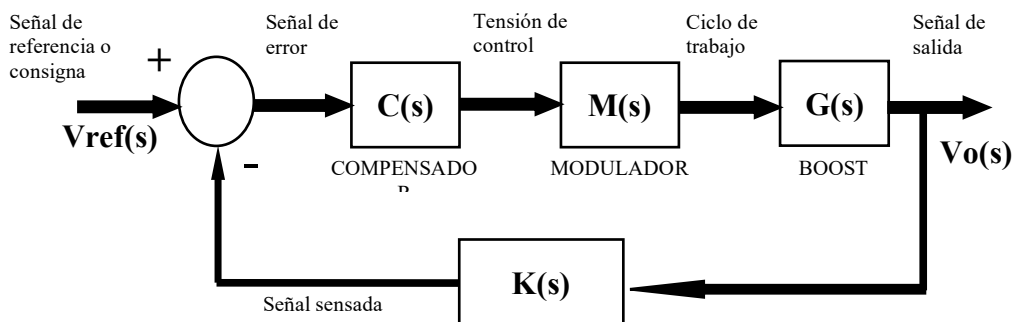 Señal de
referencia o
consigna
+
Señal de
error
Tensión de
control
Ciclo de
trabajo
Señal de
salida
Vref(s)
C(s)
M(s)
G(s)
Vo(s)
-
COMPENSADO
MODULADOR
BOOST
K(s)
Señal sensada